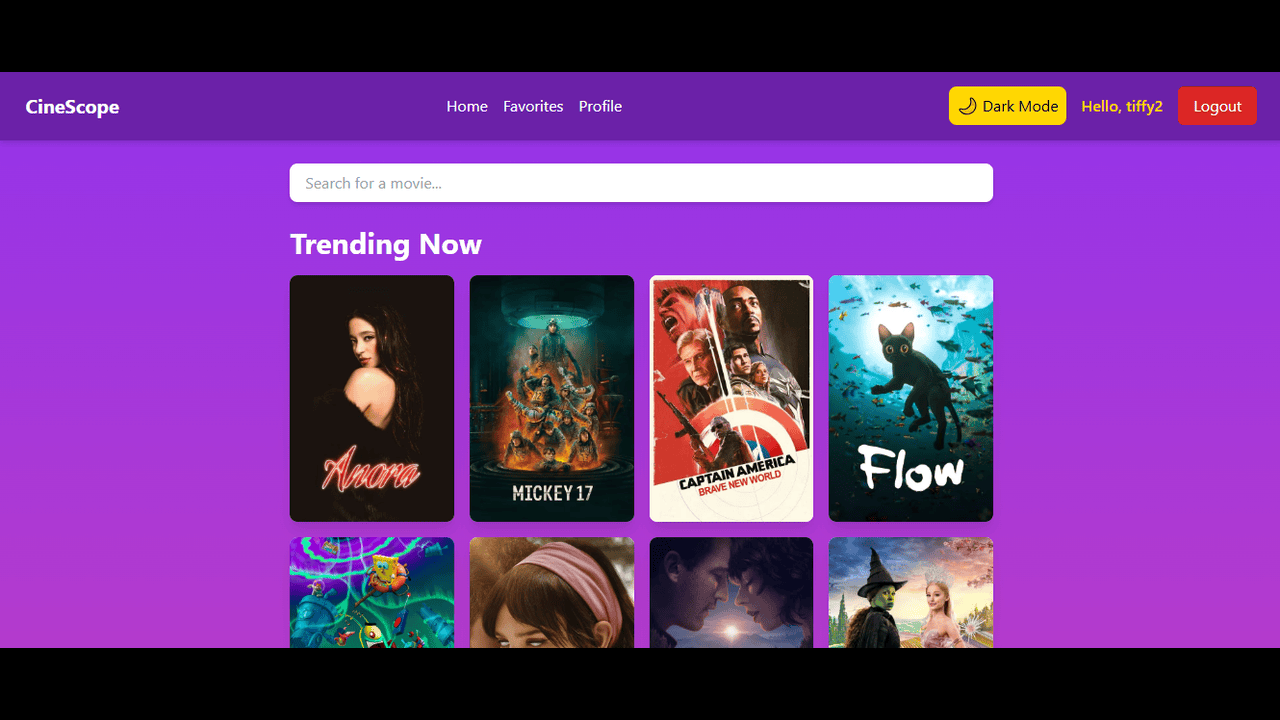 CineScope
Home Favorites Profile
Dark Mode Hello, tiffy2 Logout
Search for a movie...
Trending Now
Anora
MICKEY 17
CAPTAIN AMERICA
BRAVE NEW WORLD
Flow